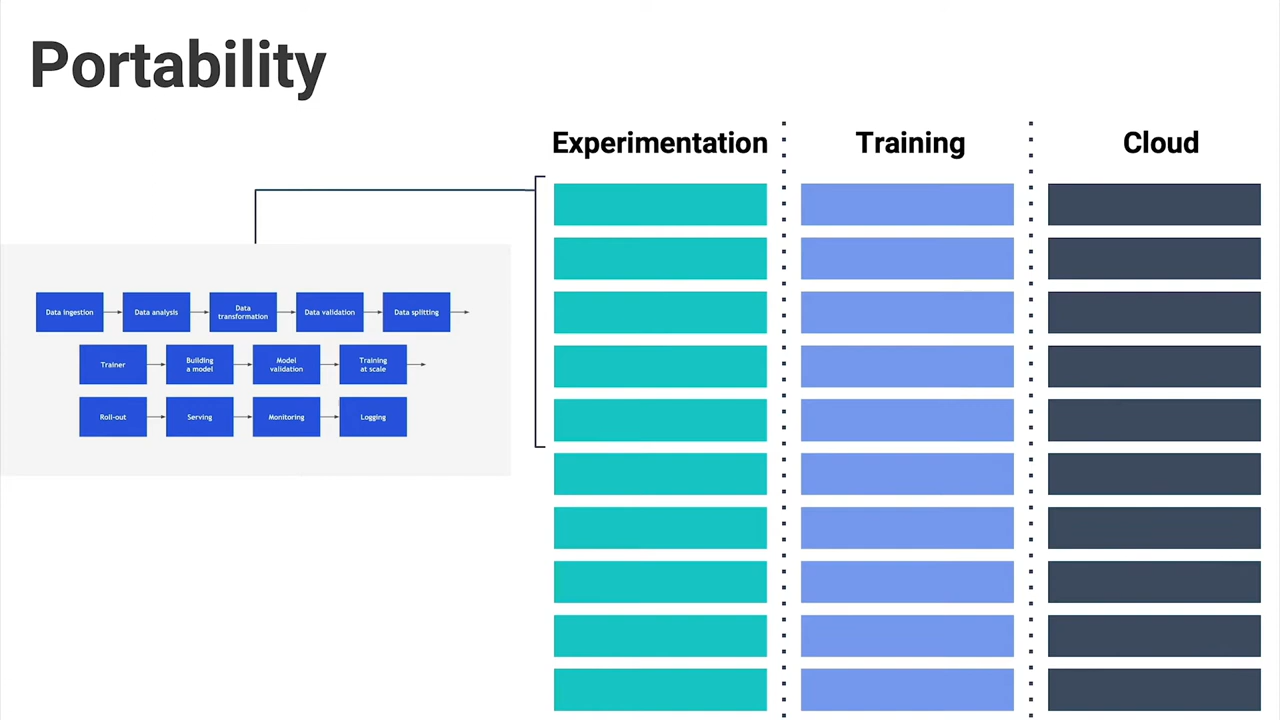 Portability
Experimentation
Training
Cloud
Data ingestion
Data analysis
Data
transformation
Data validation
Data splitting
Trainer
Building
a model
Model
validation
Training
at scale
Roll-out
Serving
Monitoring
Logging